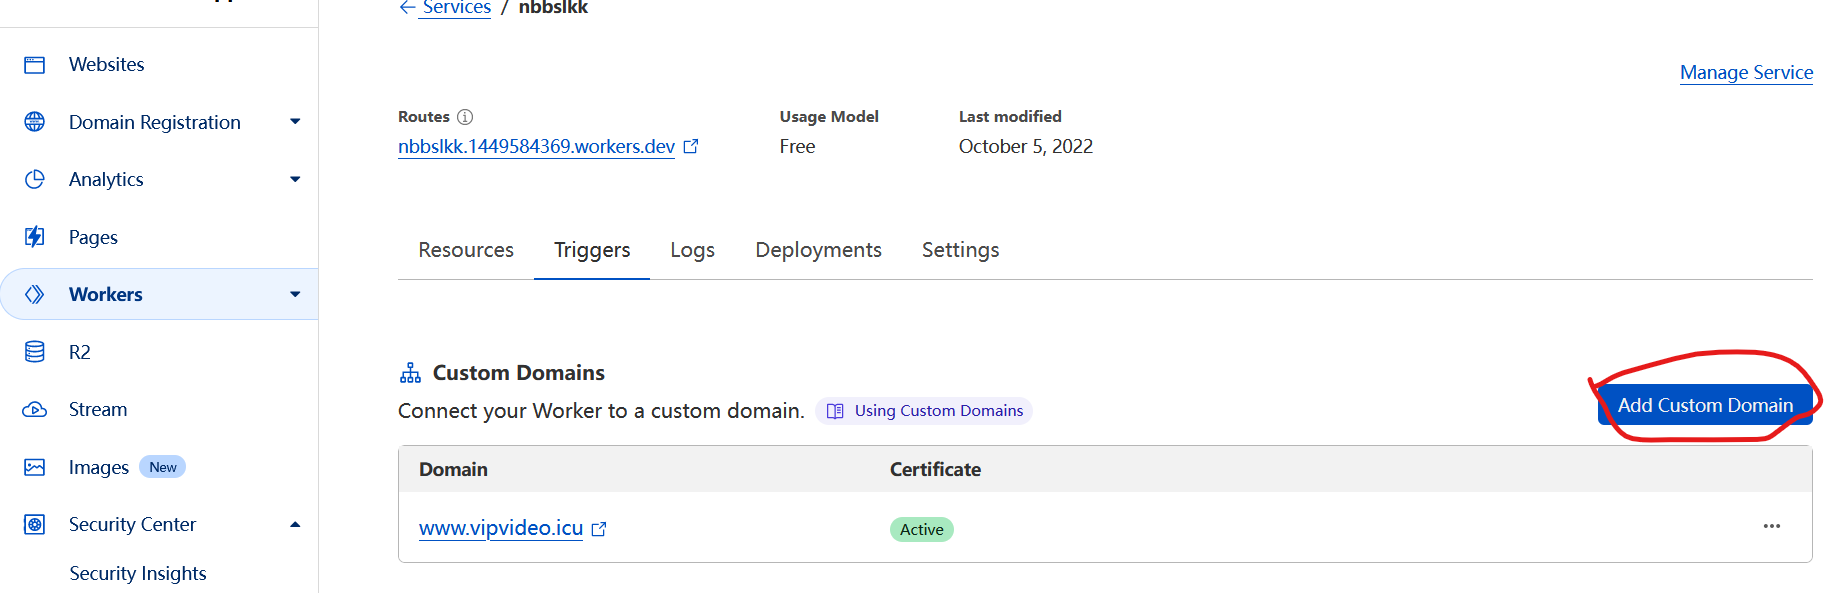 Services / nbbslkk
Websites
Domain Registration
Analytics
Pages
Workers
R2
Stream
Images New
Security Center
Security Insights
Manage Service
Routes Usage Model Last modified
nbbslkk.1449584369.workers.dev Free October 5, 2022
Resources Triggers Logs Deployments Settings
Custom Domains
Connect your Worker to a custom domain. Using Custom Domains
Add Custom Domain
Domain Certificate
www.vipvideo.icu Active